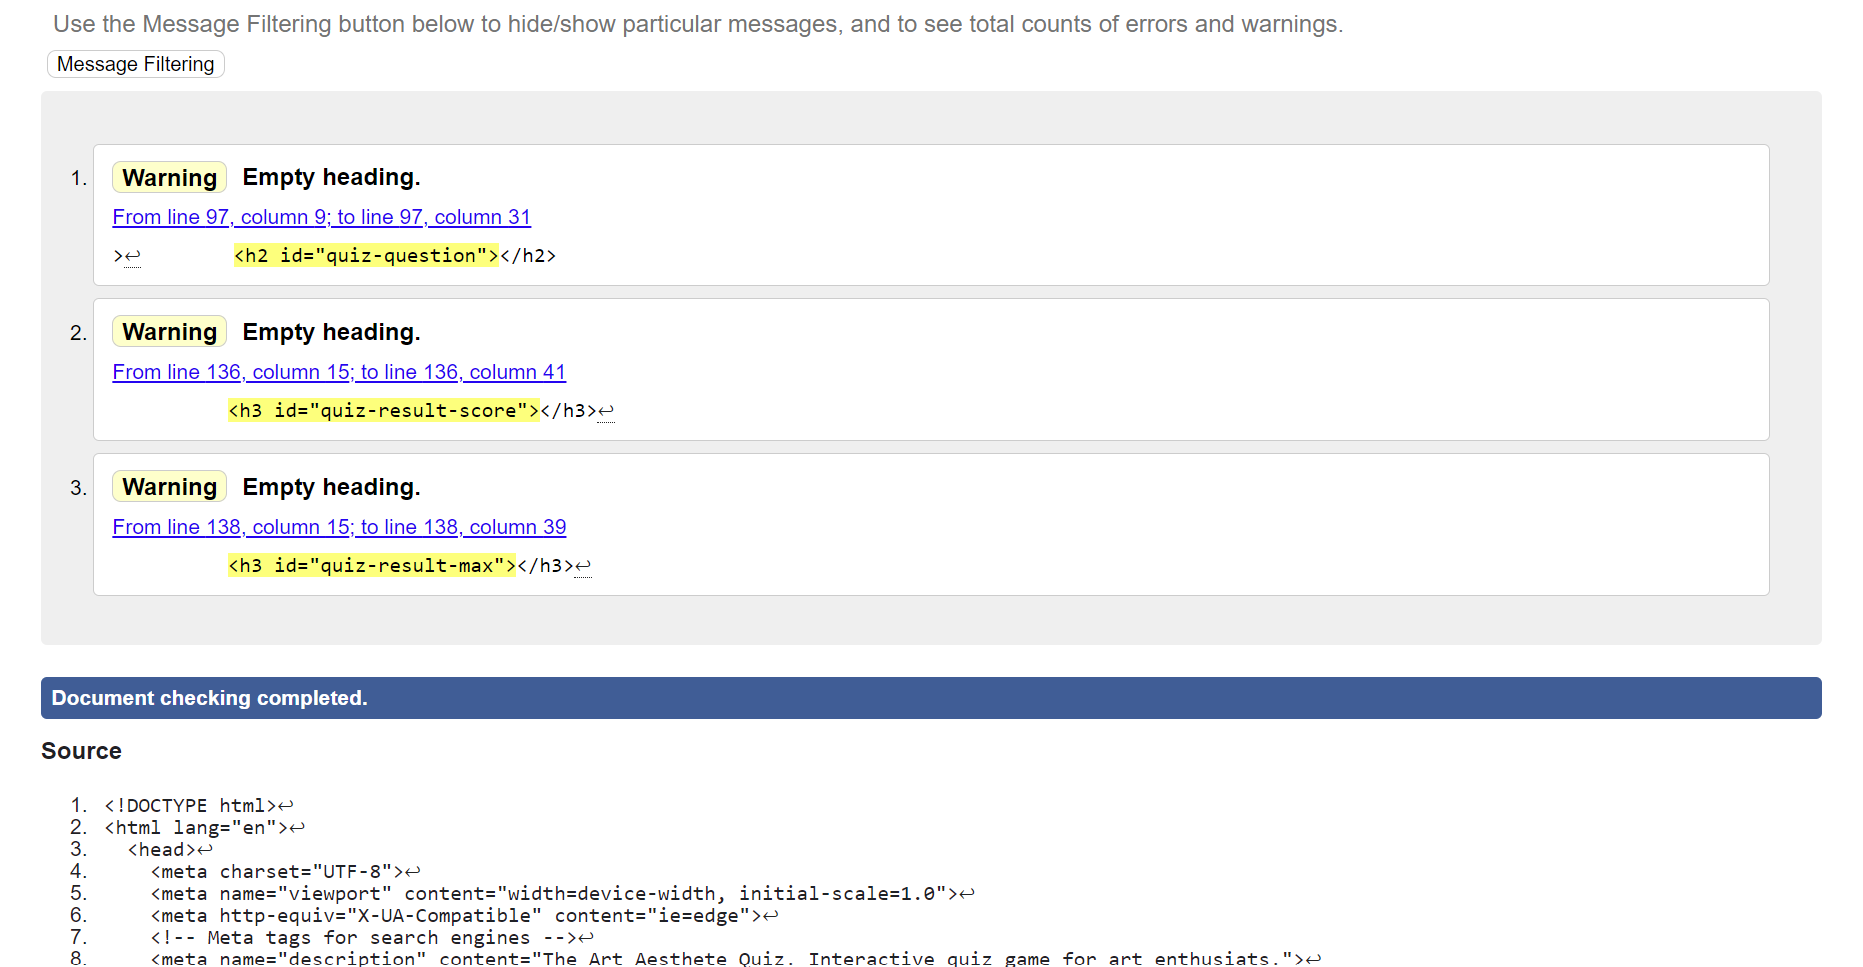 Use the Message Filtering button below to hide/show particular messages, and to see total counts of errors and warnings.
Message Filtering
1. Warning Empty heading.
From line 97, column 9; to line 97, column 31
>↩        <h2 id="quiz-question"></h2>
2. Warning Empty heading.
From line 136, column 15; to line 136, column 41
<h3 id="quiz-result-score"></h3>↩
3. Warning Empty heading.
From line 138, column 15; to line 138, column 39
<h3 id="quiz-result-max"></h3>↩
Document checking completed.
Source
1. <!DOCTYPE html>↩
2. <html lang="en">↩
3.   <head>↩
4.     <meta charset="UTF-8">↩
5.     <meta name="viewport" content="width=device-width, initial-scale=1.0">↩
6.     <meta http-equiv="X-UA-Compatible" content="ie=edge">↩
7.     <!-- Meta tags for search engines -->↩
8.     <meta name="description" content="The Art Aesthete Quiz. Interactive quiz game for art enthusiats.">↩